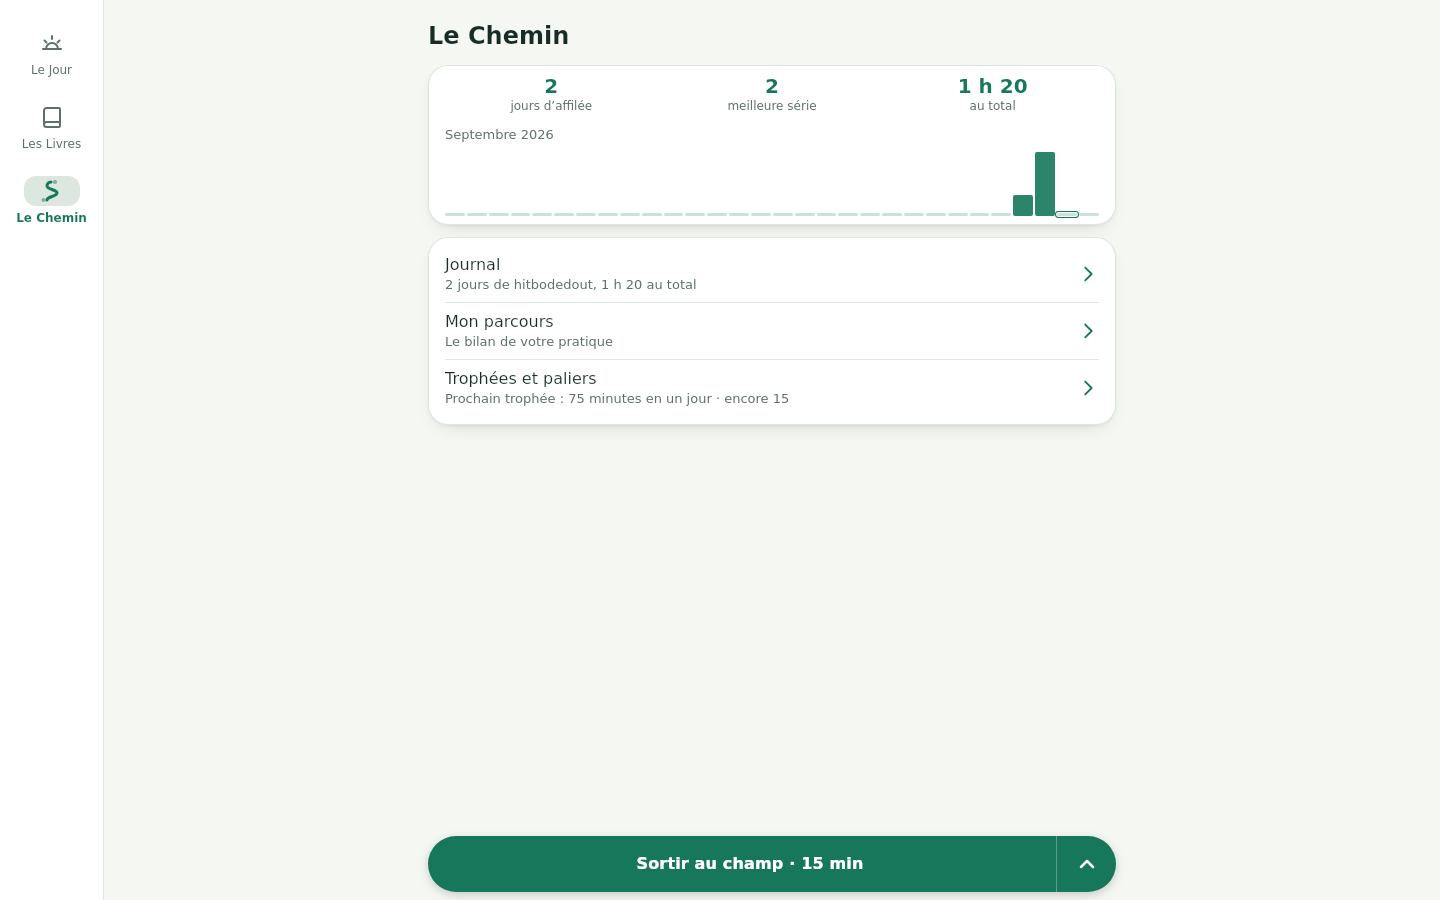 Le Jour
Les Livres
Le Chemin
Le Chemin
2
jours d’affilée
2
meilleure série
1 h 20
au total
Septembre 2026
Journal
2 jours de hitbodedout, 1 h 20 au total
Mon parcours
Le bilan de votre pratique
Trophées et paliers
Prochain trophée : 75 minutes en un jour · encore 15
Sortir au champ · 15 min